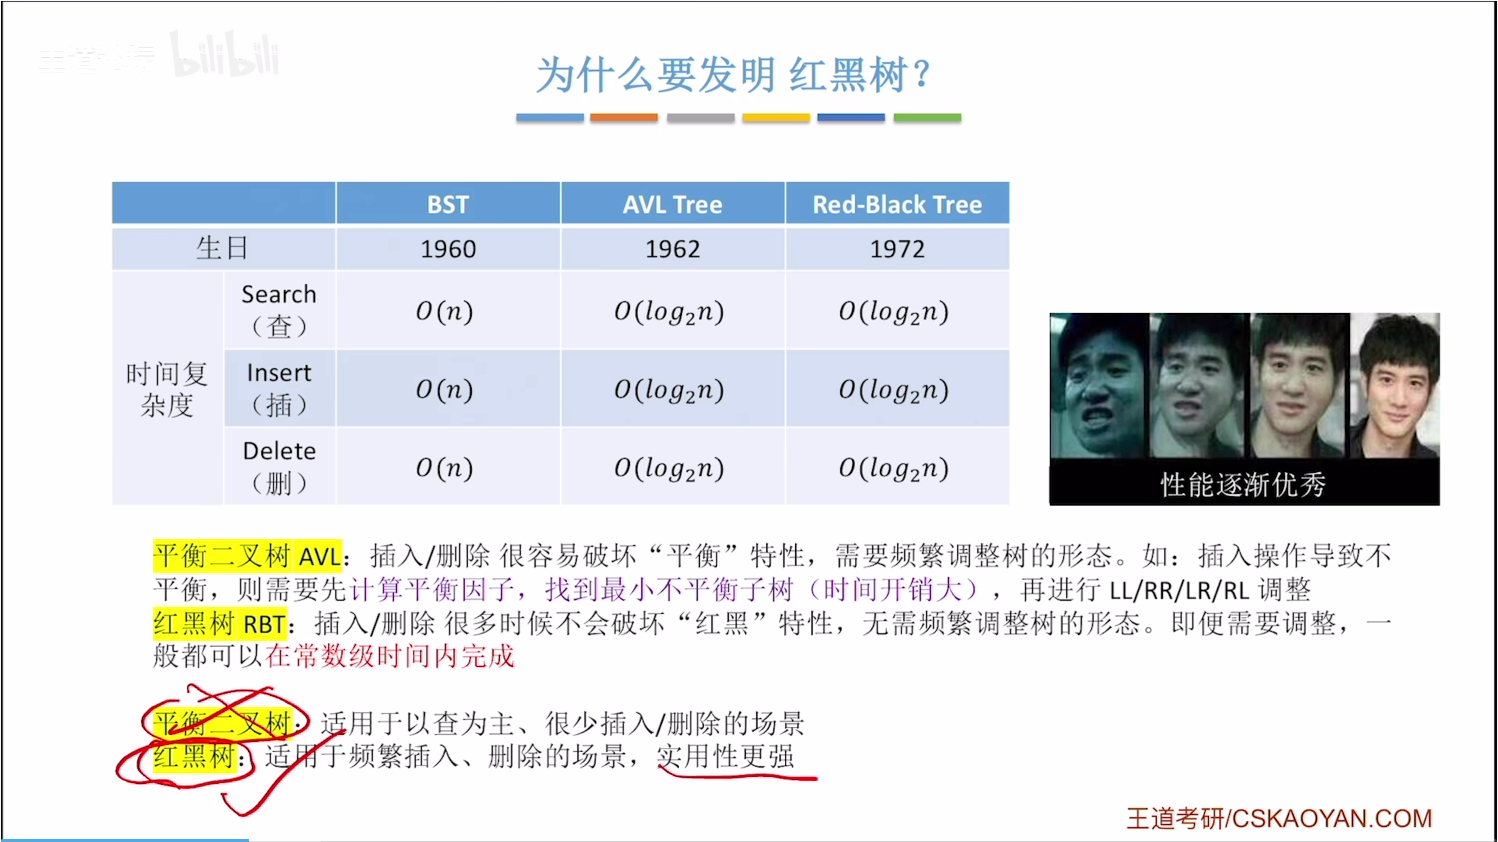 bilibili
为什么要发明 红黑树？
BST AVL Tree Red-Black Tree
生日 1960 1962 1972
时间复杂度
Search（查） O(n) O(log₂n) O(log₂n)
Insert（插） O(n) O(log₂n) O(log₂n)
Delete（删） O(n) O(log₂n) O(log₂n)
性能逐渐优秀
平衡二叉树 AVL：插入/删除 很容易破坏“平衡”特性，需要频繁调整树的形态。如：插入操作导致不
平衡，则需要先计算平衡因子，找到最小不平衡子树（时间开销大），再进行 LL/RR/LR/RL 调整
红黑树 RBT：插入/删除 很多时候不会破坏“红黑”特性，无需频繁调整树的形态。即便需要调整，一
般都可以在常数级时间内完成
平衡二叉树：适用于以查为主、很少插入/删除的场景
红黑树：适用于频繁插入、删除的场景，实用性更强
王道考研/CSKAOYAN.COM